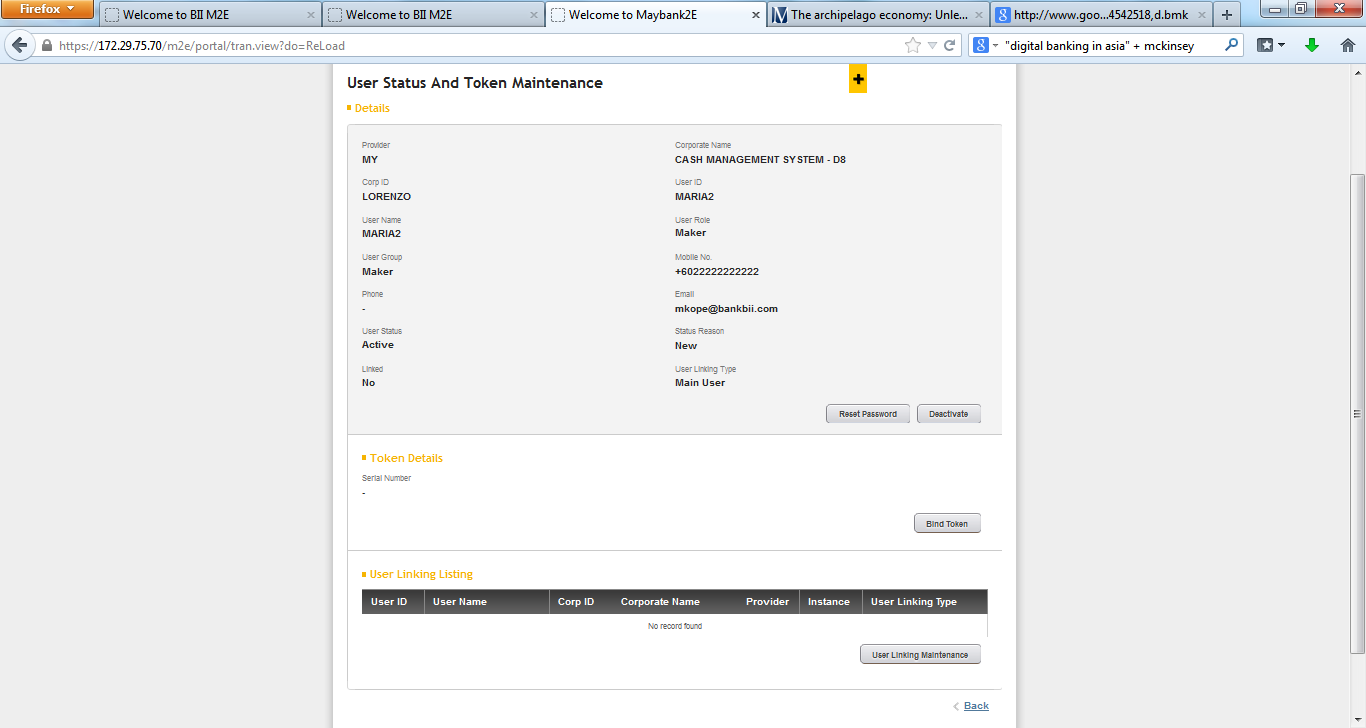 Firefox
Welcome to BII M2E
Welcome to BII M2E
Welcome to Maybank2E
The archipelago economy: Unle...
http://www.goo...4542518,d.bmk
https://172.29.75.70/m2e/portal/tran.view?do=ReLoad
"digital banking in asia" + mckinsey
User Status And Token Maintenance
Details
Provider Corporate Name
MY CASH MANAGEMENT SYSTEM - D8
Corp ID User ID
LORENZO MARIA2
User Name User Role
MARIA2 Maker
User Group Mobile No.
Maker +6022222222222
Phone Email
- mkope@bankbii.com
User Status Status Reason
Active New
Linked User Linking Type
No Main User
Reset Password Deactivate
Token Details
Serial Number
-
Bind Token
User Linking Listing
User ID User Name Corp ID Corporate Name Provider Instance User Linking Type
No record found
User Linking Maintenance
Back